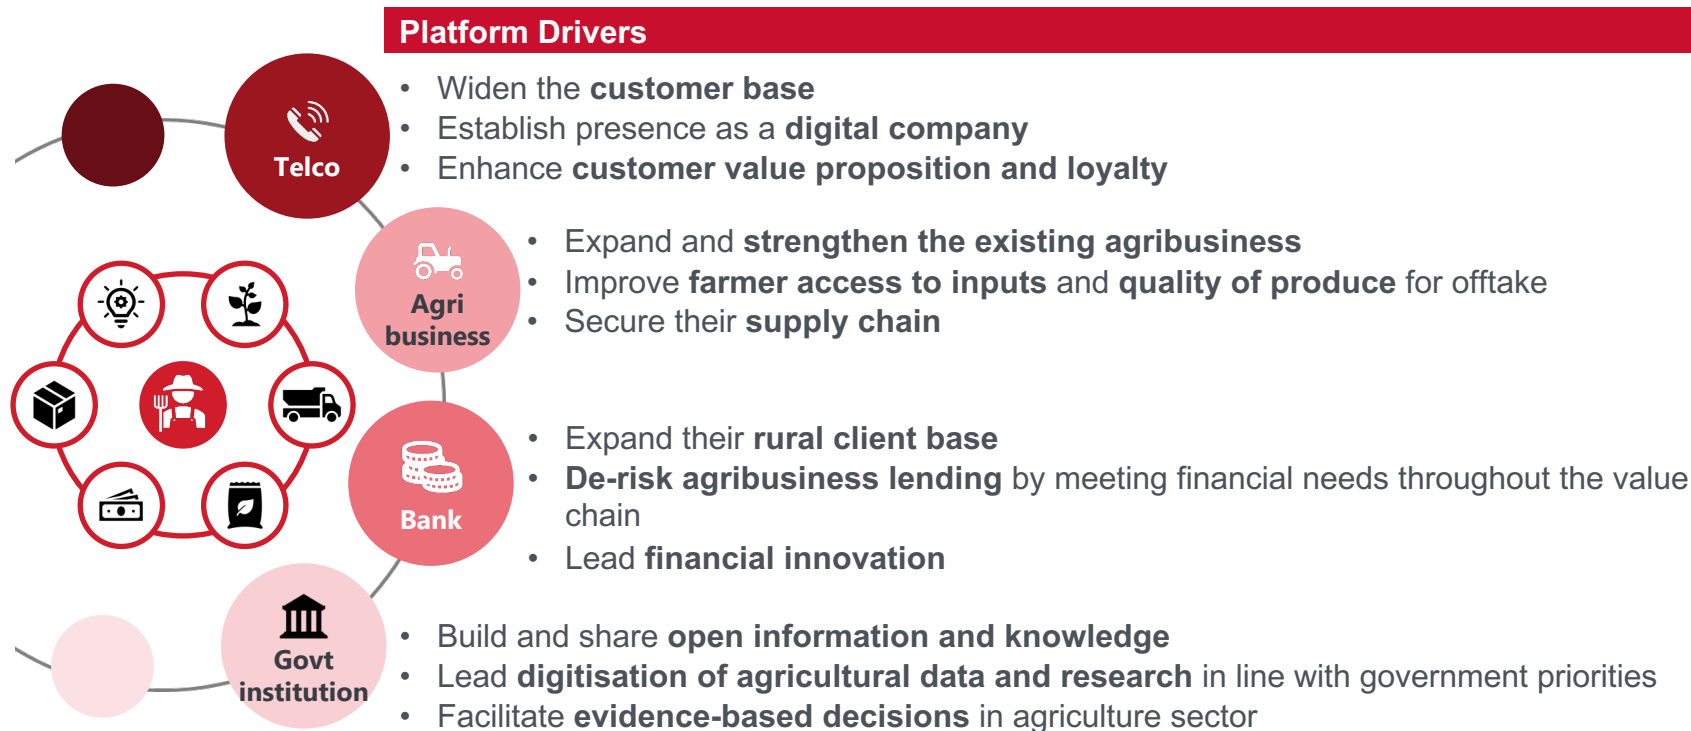 Platform Drivers
Telco
• Widen the customer base
• Establish presence as a digital company
• Enhance customer value proposition and loyalty
Agri
business
• Expand and strengthen the existing agribusiness
• Improve farmer access to inputs and quality of produce for offtake
• Secure their supply chain
Bank
• Expand their rural client base
• De-risk agribusiness lending by meeting financial needs throughout the value
chain
• Lead financial innovation
Govt
institution
• Build and share open information and knowledge
• Lead digitisation of agricultural data and research in line with government priorities
• Facilitate evidence-based decisions in agriculture sector